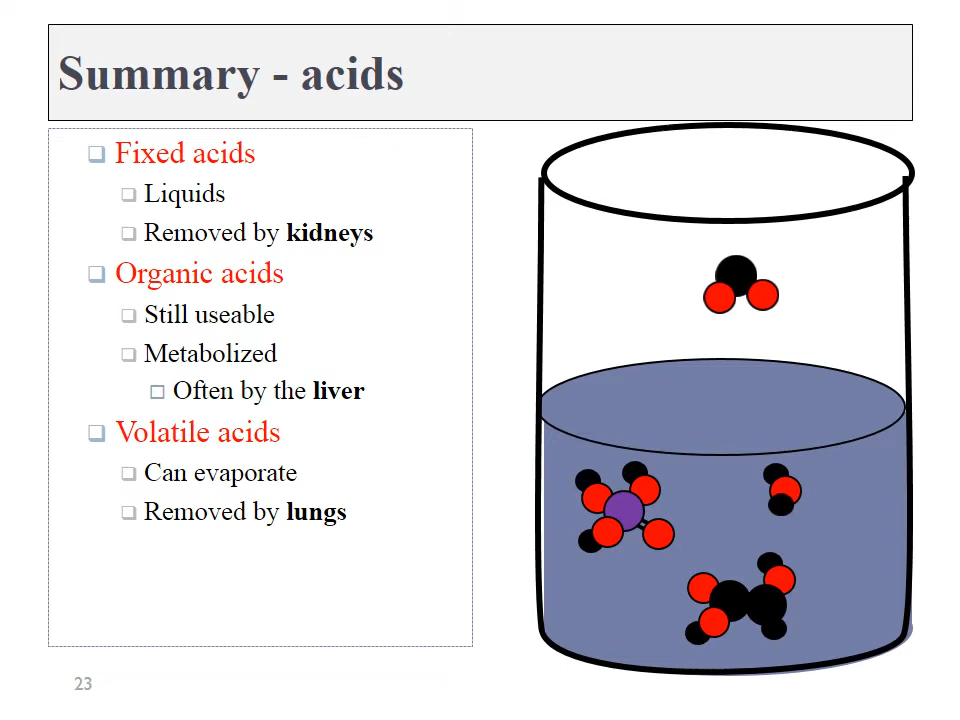 Summary - acids
Fixed acids
Liquids
Removed by kidneys
Organic acids
Still useable
Metabolized
Often by the liver
Volatile acids
Can evaporate
Removed by lungs
23